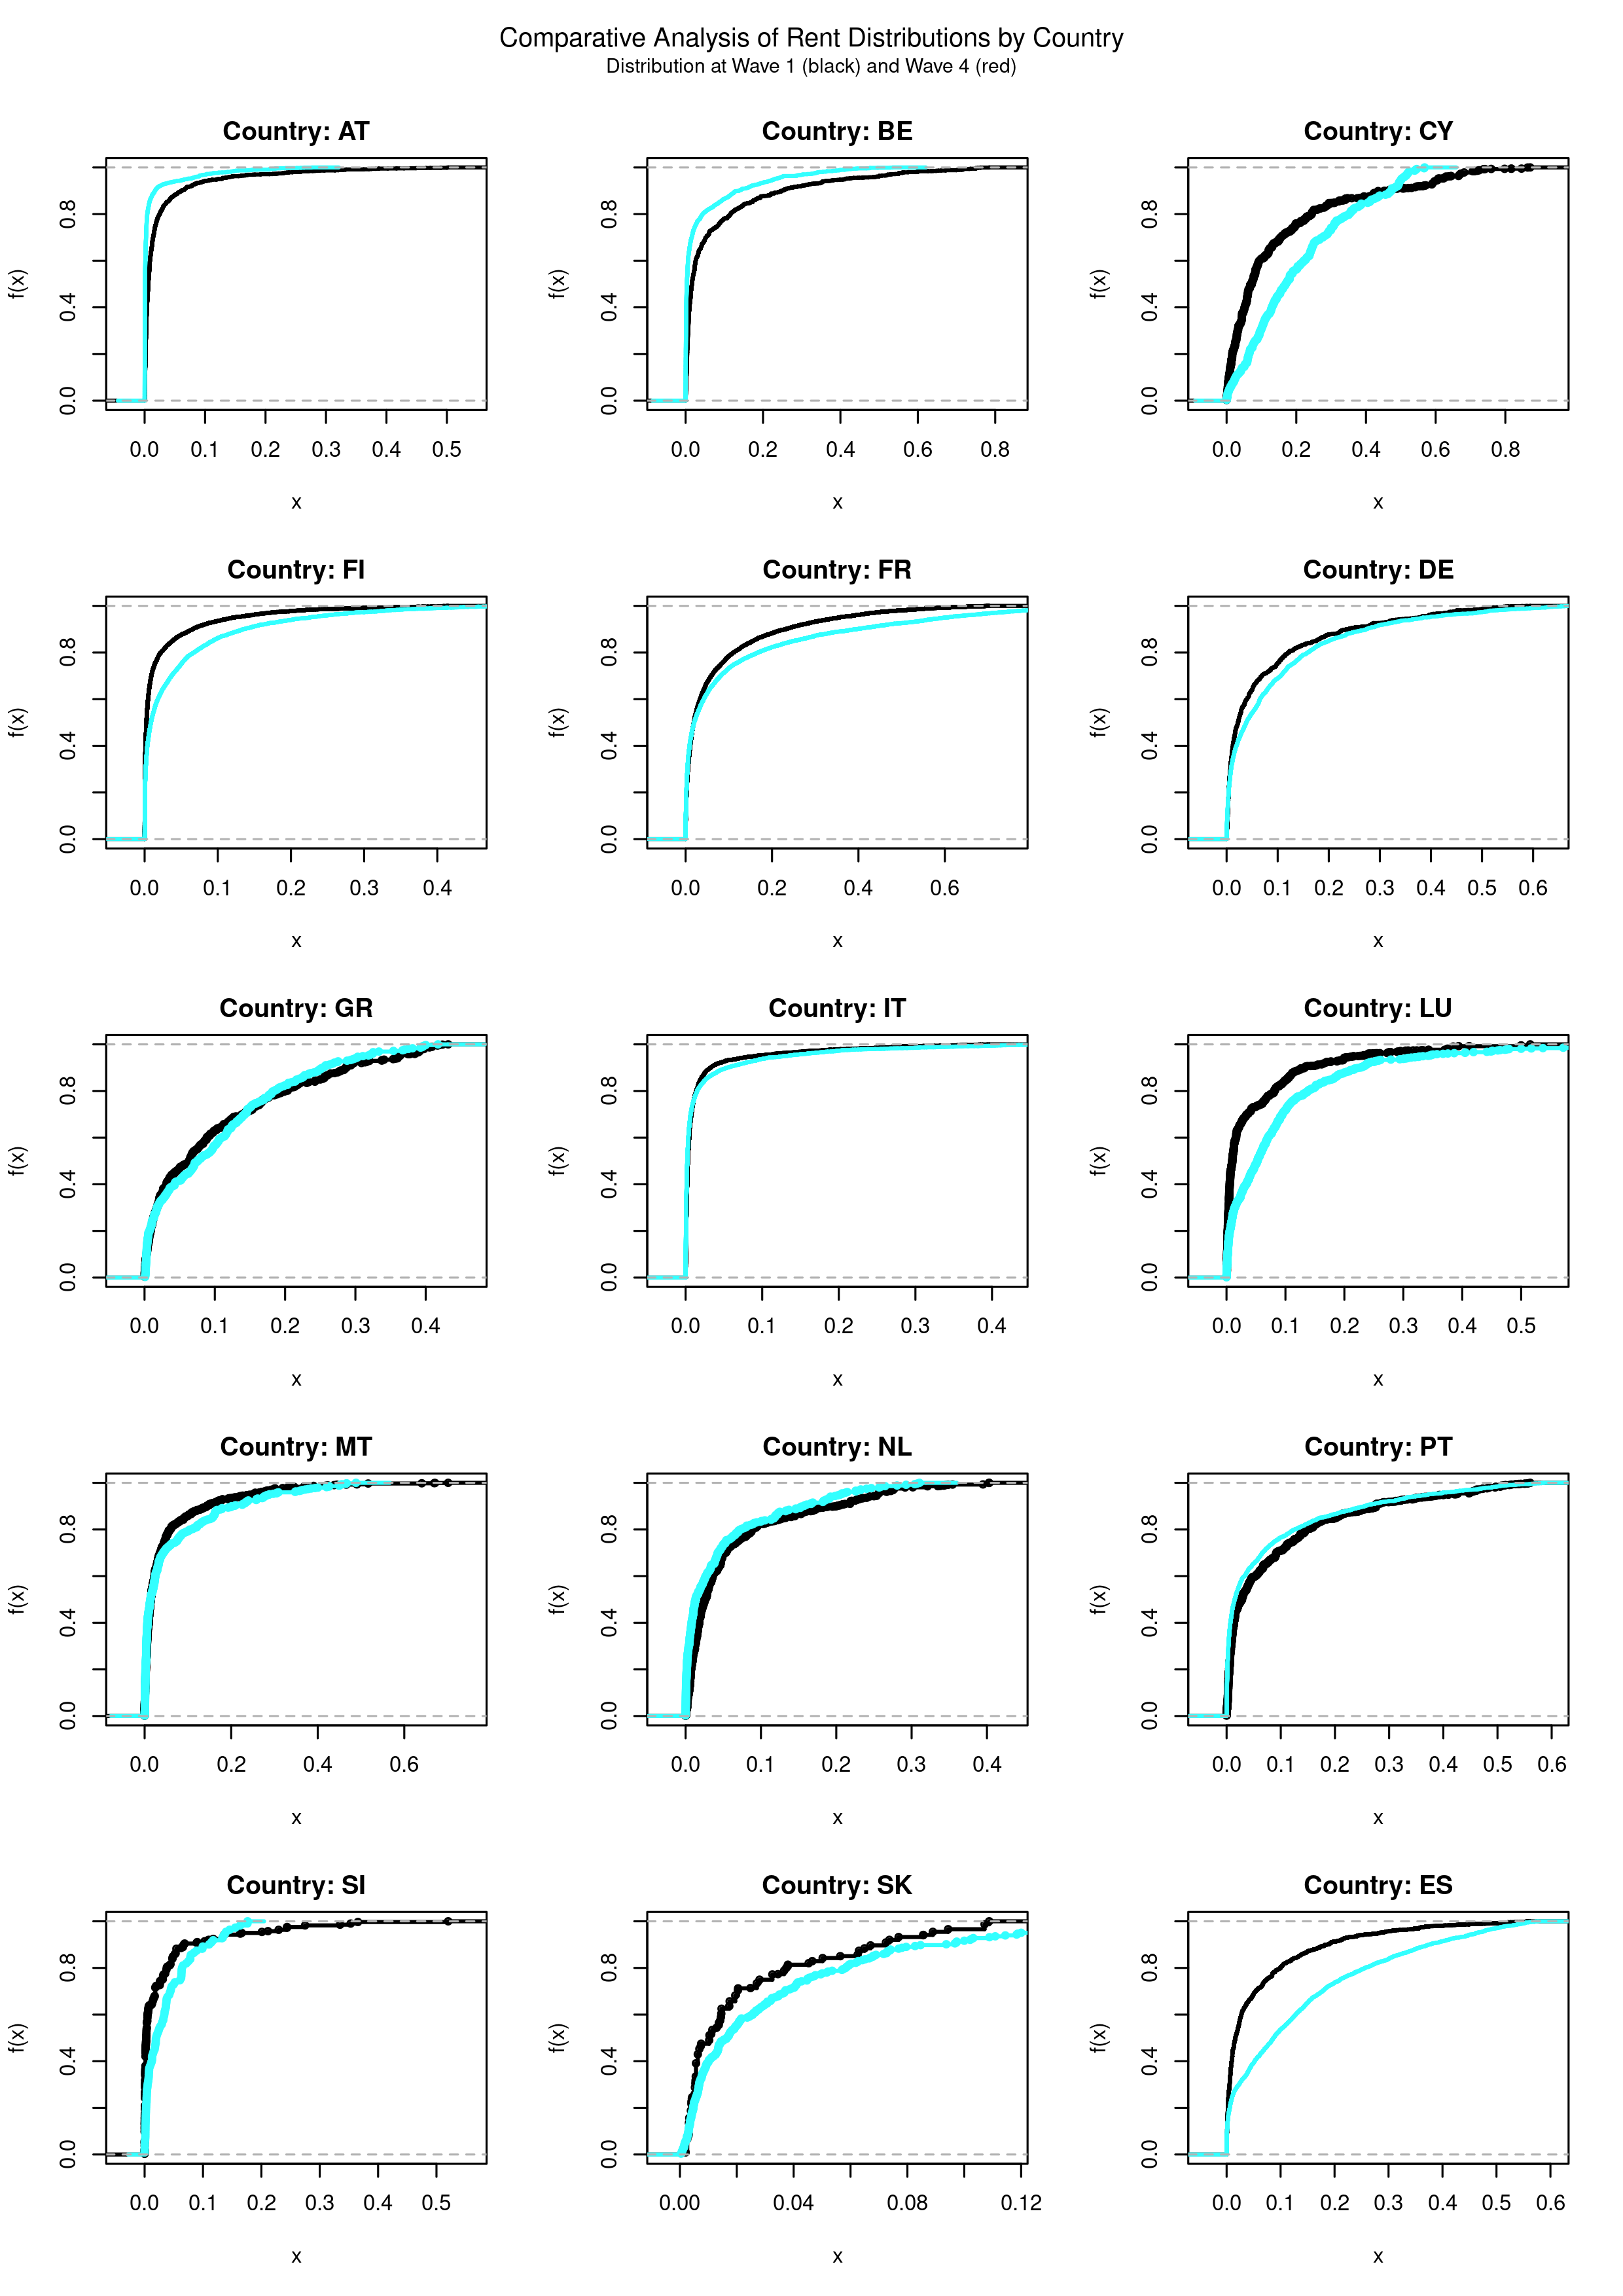 Comparative Analysis of Rent Distributions by Country
Distribution at Wave 1 (black) and Wave 4 (red)
Country: AT
f(x)
0.0 0.4 0.8
0.0 0.1 0.2 0.3 0.4 0.5
x
Country: BE
f(x)
0.0 0.4 0.8
0.0 0.2 0.4 0.6 0.8
x
Country: CY
f(x)
0.0 0.4 0.8
0.0 0.2 0.4 0.6 0.8
x
Country: FI
f(x)
0.0 0.4 0.8
0.0 0.1 0.2 0.3 0.4
x
Country: FR
f(x)
0.0 0.4 0.8
0.0 0.2 0.4 0.6
x
Country: DE
f(x)
0.0 0.4 0.8
0.0 0.1 0.2 0.3 0.4 0.5 0.6
x
Country: GR
f(x)
0.0 0.4 0.8
0.0 0.1 0.2 0.3 0.4
x
Country: IT
f(x)
0.0 0.4 0.8
0.0 0.1 0.2 0.3 0.4
x
Country: LU
f(x)
0.0 0.4 0.8
0.0 0.1 0.2 0.3 0.4 0.5
x
Country: MT
f(x)
0.0 0.4 0.8
0.0 0.2 0.4 0.6
x
Country: NL
f(x)
0.0 0.4 0.8
0.0 0.1 0.2 0.3 0.4
x
Country: PT
f(x)
0.0 0.4 0.8
0.0 0.1 0.2 0.3 0.4 0.5 0.6
x
Country: SI
f(x)
0.0 0.4 0.8
0.0 0.1 0.2 0.3 0.4 0.5
x
Country: SK
f(x)
0.0 0.4 0.8
0.00 0.04 0.08 0.12
x
Country: ES
f(x)
0.0 0.4 0.8
0.0 0.1 0.2 0.3 0.4 0.5 0.6
x